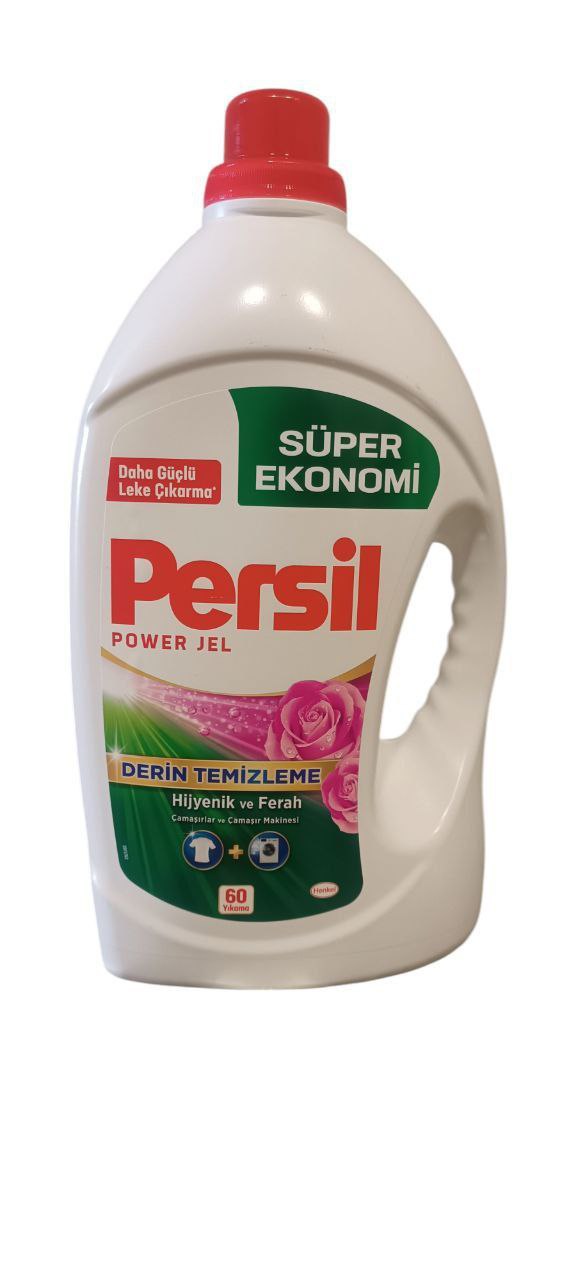 SÜPER
EKONOMİ
Daha Güçlü
Leke Çıkarma*
Persil
POWER JEL
DERİN TEMİZLEME
Hijyenik ve Ferah
Çamaşırlar ve Çamaşır Makinesi
+
60
Yıkama
Henkel